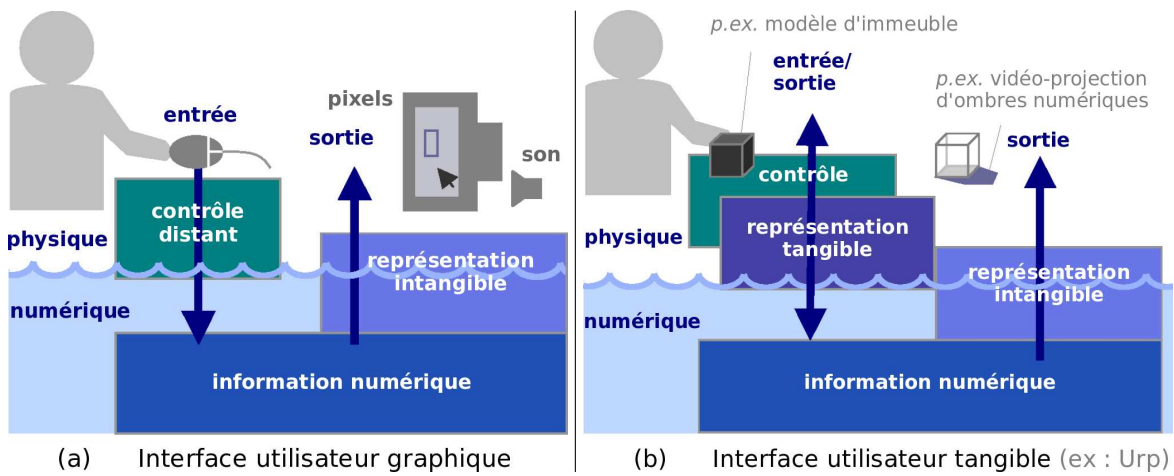 entrée
pixels
sortie
son
contrôle
distant
physique
représentation
intangible
numérique
information numérique
(a) Interface utilisateur graphique
p.ex. modèle d'immeuble
entrée/
sortie
p.ex. vidéo-projection
d'ombres numériques
sortie
contrôle
représentation
tangible
physique
représentation
intangible
numérique
information numérique
(b) Interface utilisateur tangible (ex : Urp)